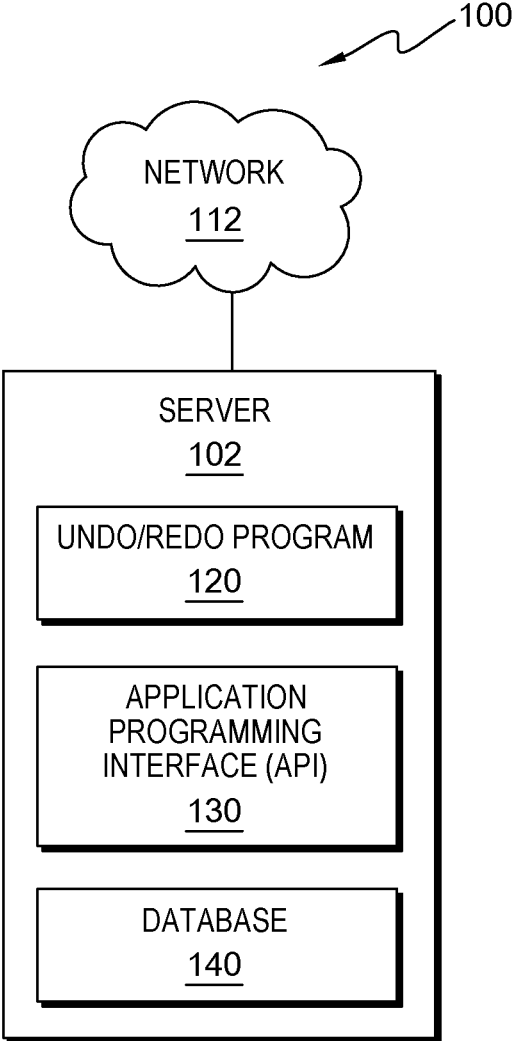 100
NETWORK
112
SERVER
102
UNDO/REDO PROGRAM
120
APPLICATION
PROGRAMMING
INTERFACE (API)
130
DATABASE
140